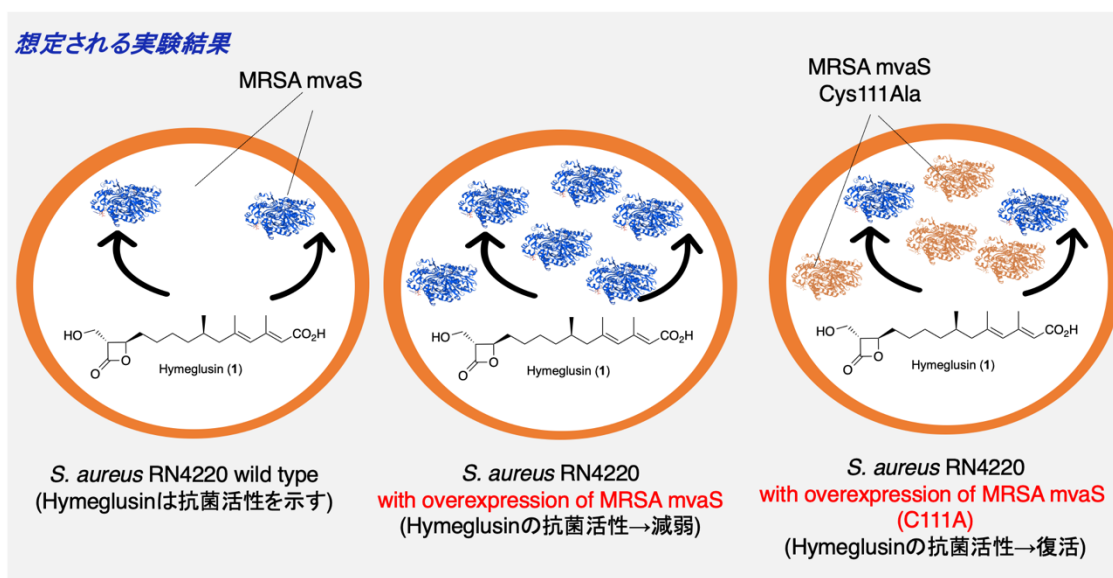 想定される実験結果
MRSA mvaS
MRSA mvaS
Cys111Ala
HO
O
O
CO₂H
Hymeglusin (1)
HO
O
O
CO₂H
Hymeglusin (1)
HO
O
O
CO₂H
Hymeglusin (1)
S. aureus RN4220 wild type
(Hymeglusinは抗菌活性を示す)
S. aureus RN4220
with overexpression of MRSA mvaS
(Hymeglusinの抗菌活性→減弱)
S. aureus RN4220
with overexpression of MRSA mvaS
(C111A)
(Hymeglusinの抗菌活性→復活)